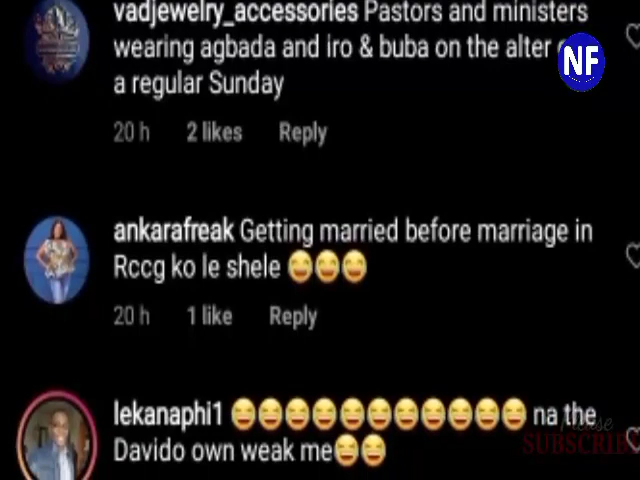 vadjewelry_accessories Pastors and ministers
wearing agbada and iro & buba on the alter
NF
a regular Sunday
20 h 2 likes Reply
ankarafreak Getting married before marriage in
Rccg ko le shele 😄😄😄
20 h 1 like Reply
lekanaphi1 😄😄😄😄😄😄😄😄😄😄😄 na the
Please
Davido own weak me😄😄
SUBSCRIBE